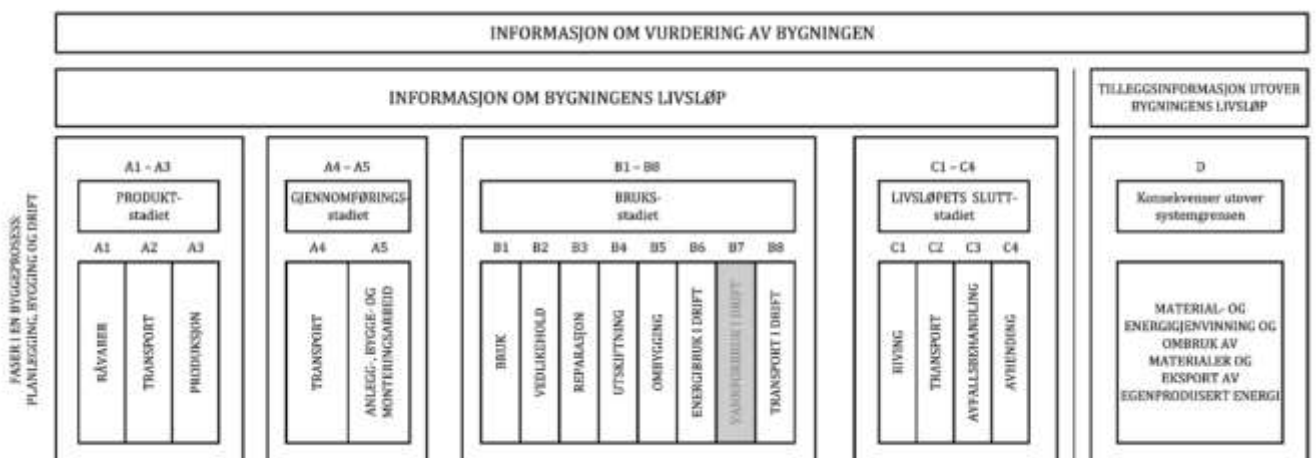 INFORMASJON OM VURDERING AV BYGNINGEN
INFORMASJON OM BYGNINGENS LIVSLØP
TILLEGGSINFORMASJON UTOVER
BYGNINGENS LIVSLØP
FASER I EN BYGGEPROSESS:
PLANLEGGING, BYGGING OG DRIFT
A1 – A3
PRODUKT-
stadiet
A1 A2 A3
RÅVARER
TRANSPORT
PRODUKSJON
A4 – A5
GJENNOMFØRINGS-
stadiet
A4 A5
TRANSPORT
ANLEGG-, BYGGE- OG
MONTERINGSARBEID
B1 – B8
BRUKS-
stadiet
B1 B2 B3 B4 B5 B6 B7 B8
BRUK
VEDLIKEHOLD
REPARASJON
UTSKIFTNING
OMBYGGING
ENERGIBRUK I DRIFT
VANNFORBRUK I DRIFT
TRANSPORT I DRIFT
C1 – C4
LIVSLØPETS SLUTT-
stadiet
C1 C2 C3 C4
RIVING
TRANSPORT
AVFALLSBEHANDLING
AVHENDING
D
Konsekvenser utover
systemgrensen
MATERIAL- OG
ENERGIGJENVINNING OG
OMBRUK AV
MATERIALER OG
EKSPORT AV
EGENPRODUSERT ENERGI